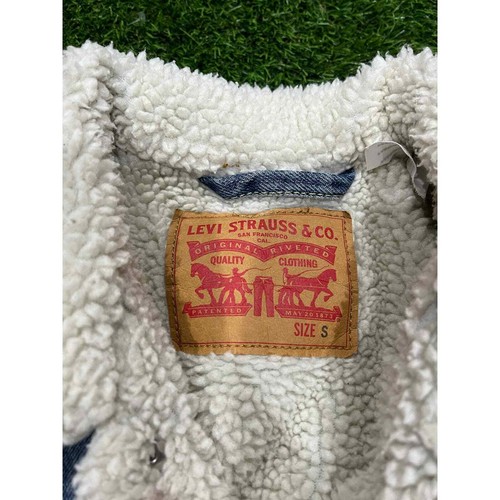 LEVI STRAUSS & CO.
SAN FRANCISCO
CAL.
ORIGINAL RIVETED
QUALITY CLOTHING
PATENTED MAY 20 1873
SIZE S